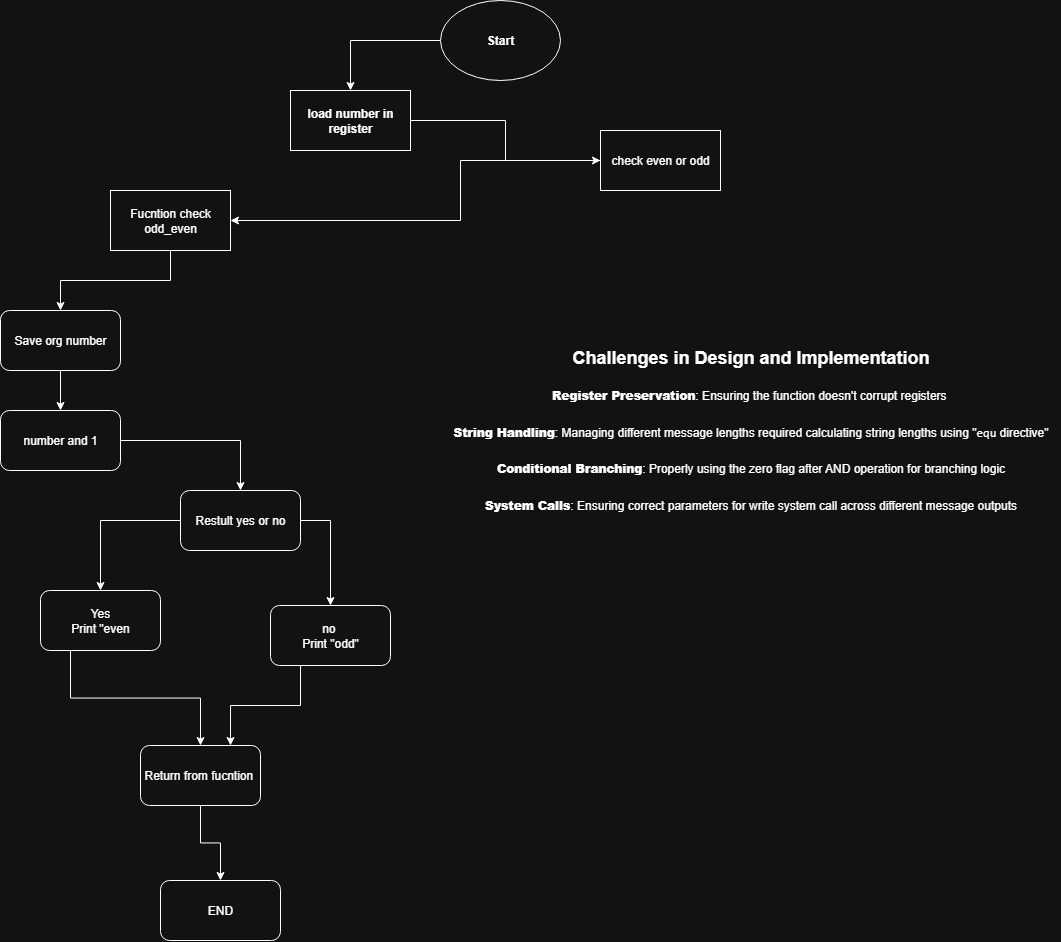 Start
load number in
register
check even or odd
Fucntion check
odd_even
Save org number
number and 1
Restult yes or no
Yes
Print "even
no
Print "odd"
Return from fucntion
END
Challenges in Design and Implementation
Register Preservation: Ensuring the function doesn't corrupt registers
String Handling: Managing different message lengths required calculating string lengths using "equ directive"
Conditional Branching: Properly using the zero flag after AND operation for branching logic
System Calls: Ensuring correct parameters for write system call across different message outputs